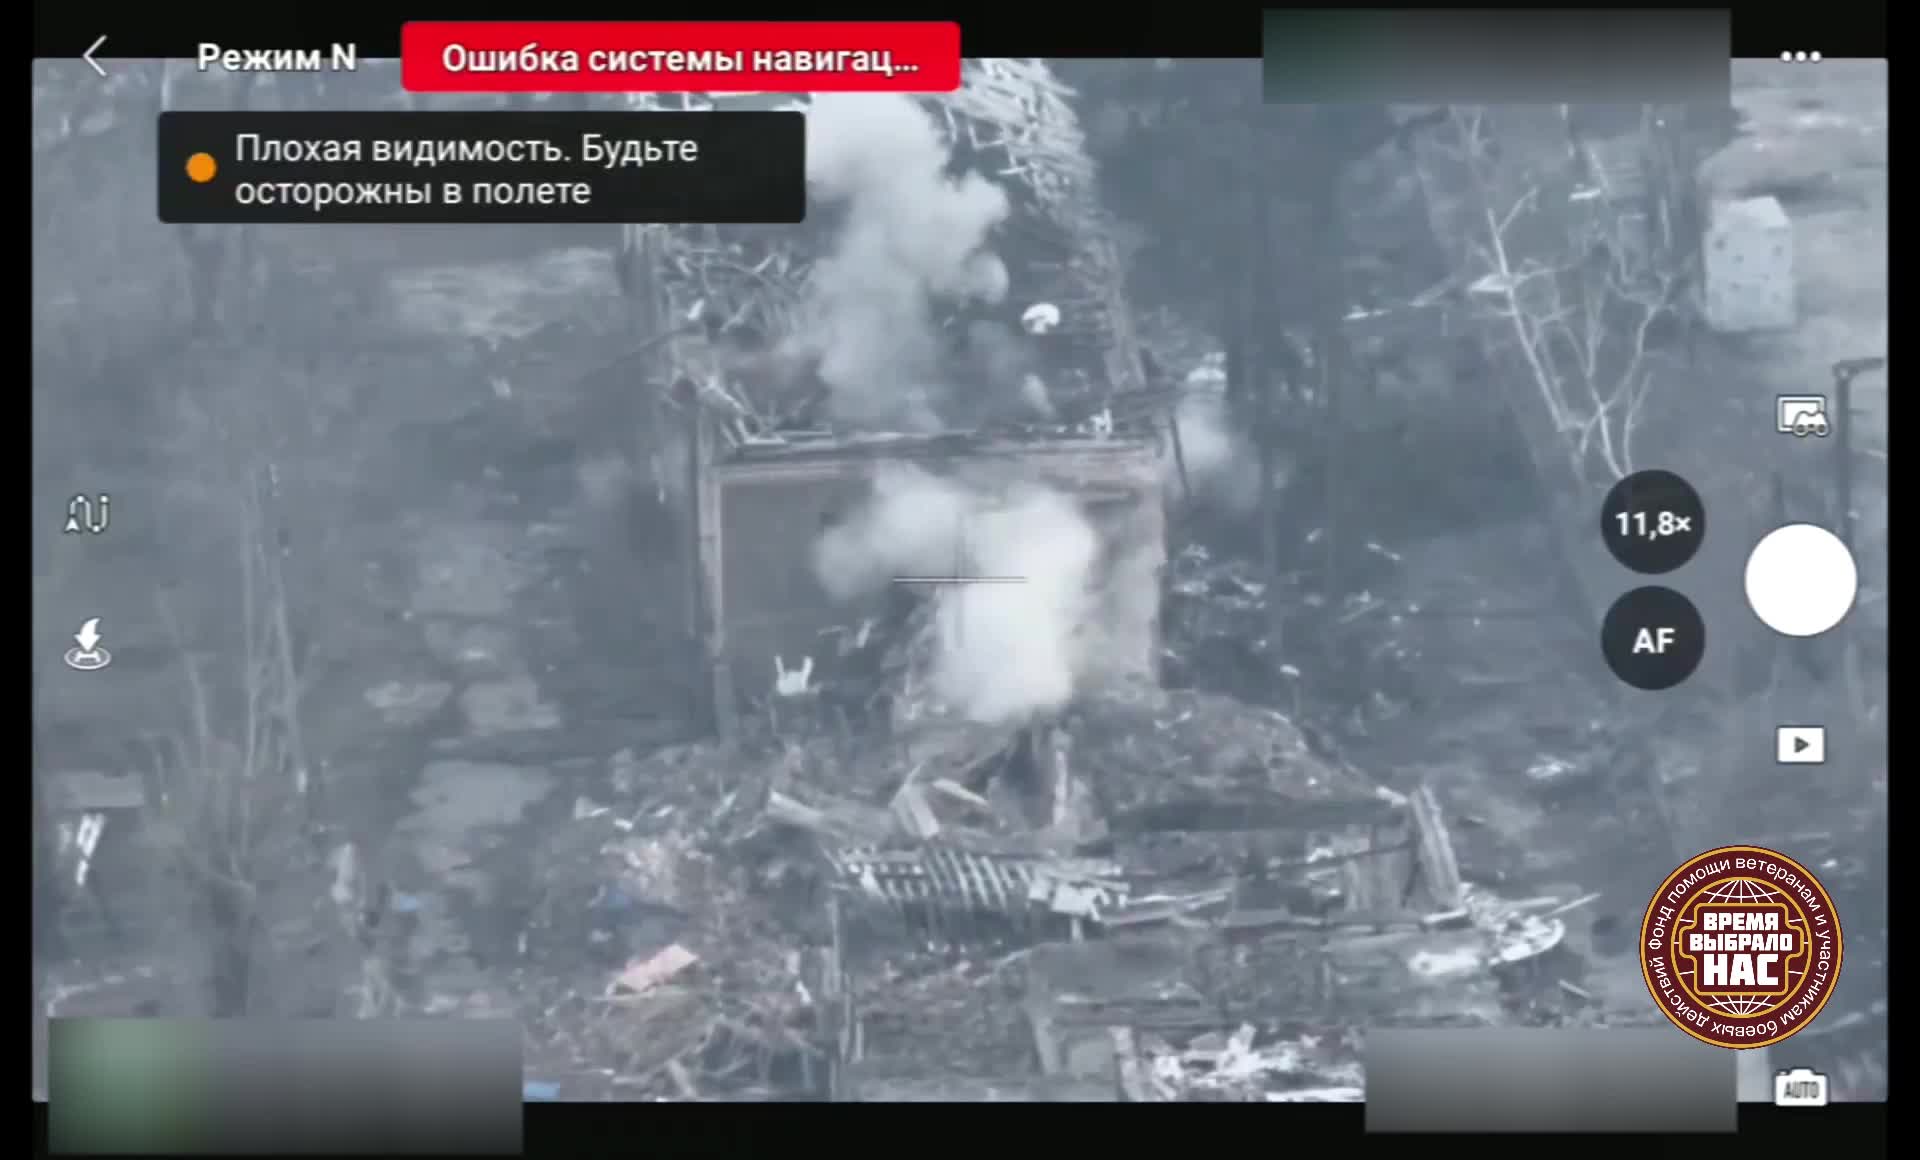 Режим N
Ошибка системы навигац...
Плохая видимость. Будьте
осторожны в полете
11,8×
AF
ФОНД ПОМОЩИ ВЕТЕРАНАМ И УЧАСТНИКАМ БОЕВЫХ ДЕЙСТВИЙ
ВРЕМЯ
ВЫБРАЛО
НАС
AUTO